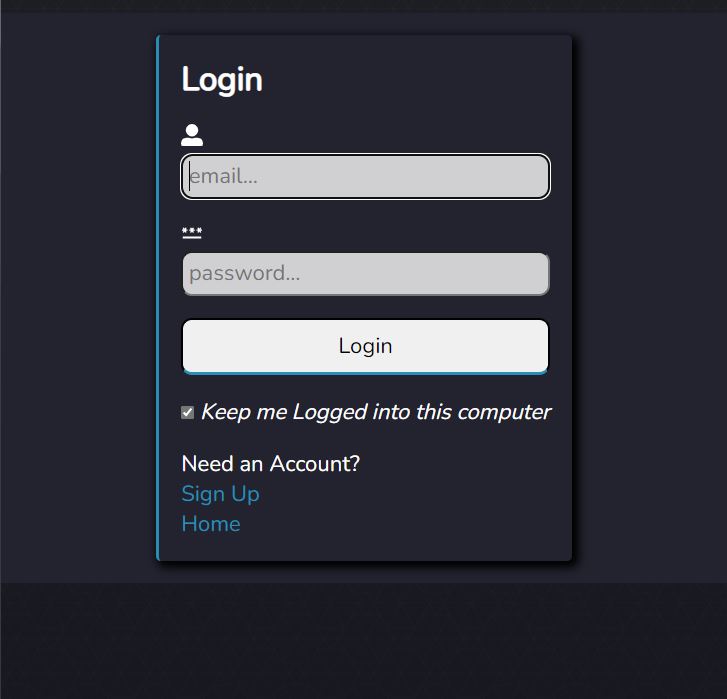 Login
email...
***
password...
Login
Keep me Logged into this computer
Need an Account?
Sign Up
Home